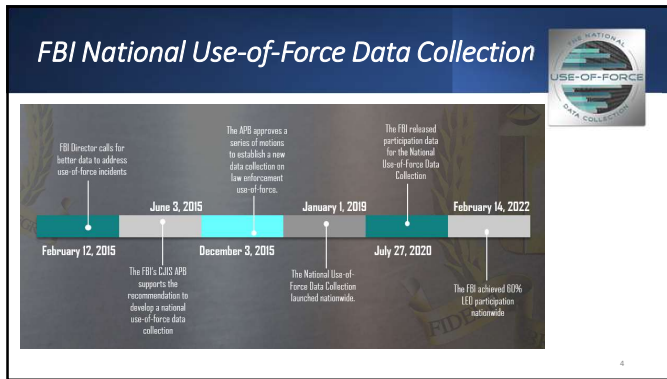 FBI National Use-of-Force Data Collection
THE NATIONAL
USE-OF-FORCE
DATA COLLECTION
FBI Director calls for
better data to address
use-of-force incidents
February 12, 2015
June 3, 2015
The FBI's CJIS APB
supports the
recommendation to
develop a national
use-of-force data
collection
The APB approves a
series of motions
to establish a new
data collection on
law enforcement
use-of-force.
December 3, 2015
January 1, 2019
The National Use-of-
Force Data Collection
launched nationwide.
The FBI released
participation data
for the National
Use-of-Force Data
Collection
July 27, 2020
February 14, 2022
The FBI achieved 60%
LEO participation
nationwide
FIDE
4